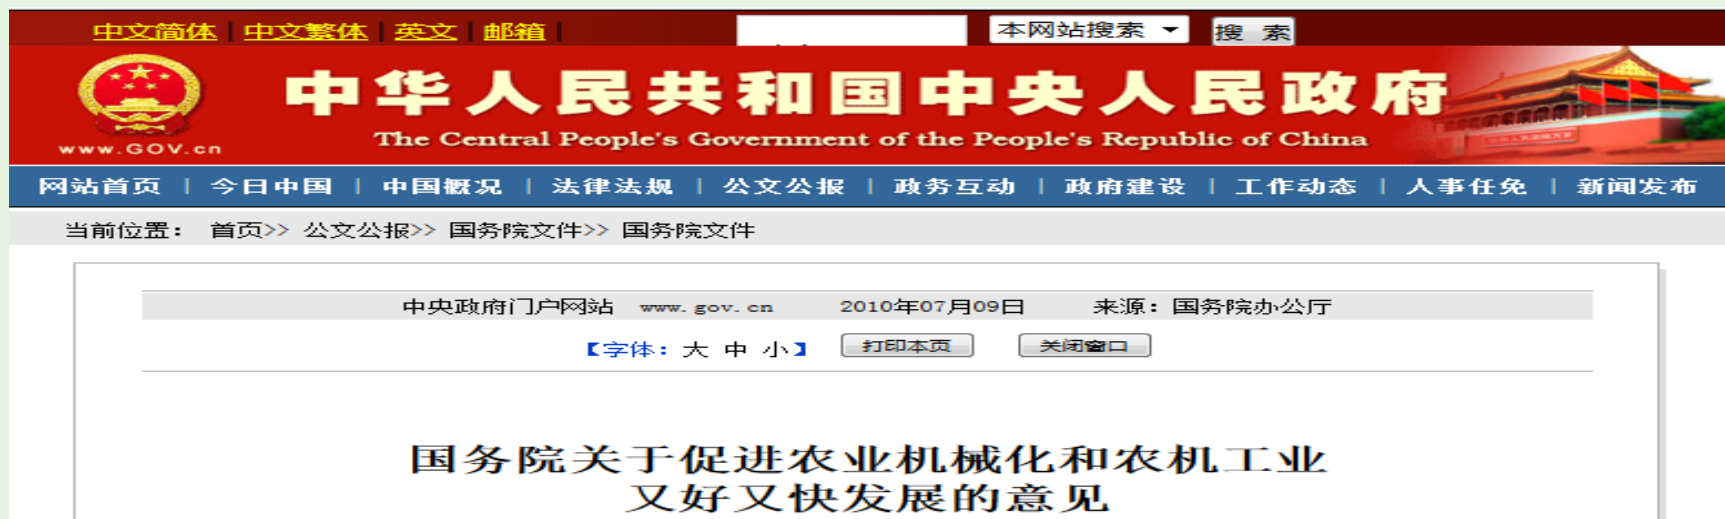 中文简体 | 中文繁体 | 英文 | 邮箱 |
本网站搜索 搜 索
中华人民共和国中央人民政府
The Central People's Government of the People's Republic of China
www.GOV.cn
网站首页 | 今日中国 | 中国概况 | 法律法规 | 公文公报 | 政务互动 | 政府建设 | 工作动态 | 人事任免 | 新闻发布
当前位置： 首页>> 公文公报>> 国务院文件>> 国务院文件
中央政府门户网站 www.gov.cn 2010年07月09日 来源：国务院办公厅
【字体：大 中 小】 打印本页 关闭窗口
国务院关于促进农业机械化和农机工业
又好又快发展的意见